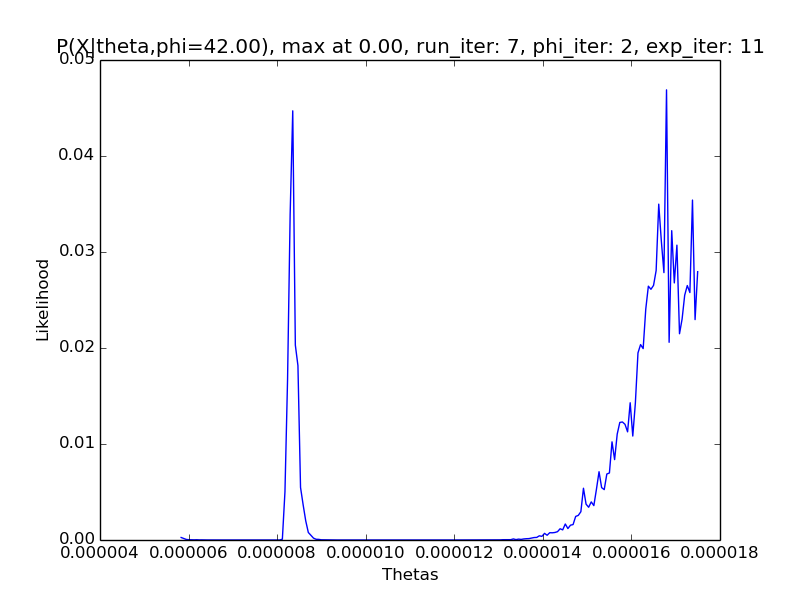 P(X|theta,phi=42.00), max at 0.00, run_iter: 7, phi_iter: 2, exp_iter: 11
0.05
0.04
0.03
Likelihood
0.02
0.01
0.00
0.000004 0.000006 0.000008 0.000010 0.000012 0.000014 0.000016 0.000018
Thetas